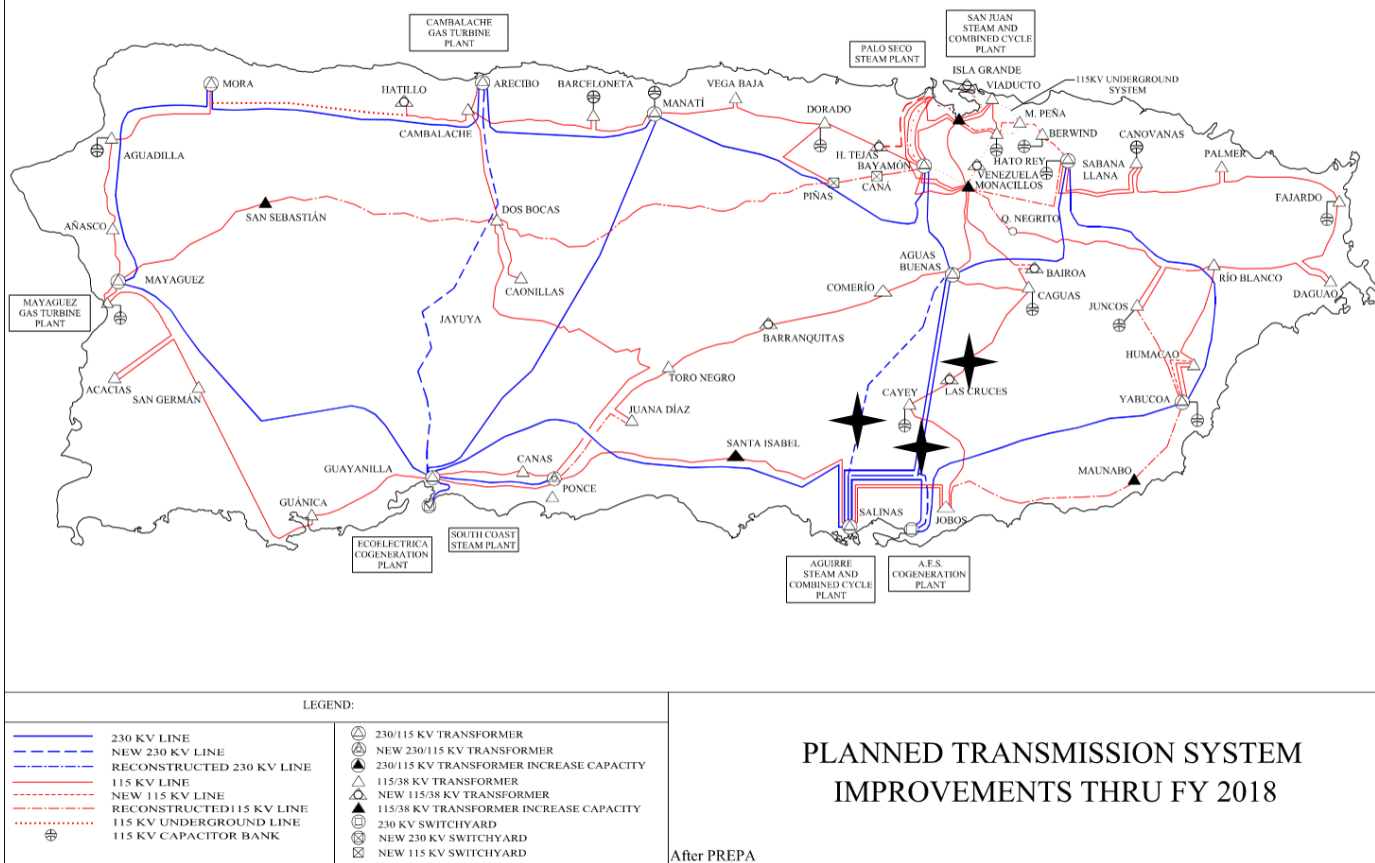 CAMBALACHE
GAS TURBINE
PLANT
SAN JUAN
STEAM AND
COMBINED CYCLE
PLANT
PALO SECO
STEAM PLANT
ISLA GRANDE
VIADUCTO
115KV UNDERGROUND
SYSTEM
MORA
HATILLO
ARECIBO
BARCELONETA
VEGA BAJA
MANATÍ
DORADO
M. PEÑA
BERWIND
CANOVANAS
CAMBALACHE
AGUADILLA
H. TEJAS
BAYAMÓN
HATO REY
VENEZUELA
MONACILLOS
SABANA
LLANA
PALMER
PIÑAS
CANÁ
FAJARDO
SAN SEBASTIÁN
DOS BOCAS
Q. NEGRITO
AÑASCO
MAYAGUEZ
AGUAS
BUENAS
BAIROA
RÍO BLANCO
CAONILLAS
COMERÍO
CAGUAS
DAGUAO
MAYAGUEZ
GAS TURBINE
PLANT
JAYUYA
JUNCOS
BARRANQUITAS
HUMACAO
ACACIAS
SAN GERMÁN
TORO NEGRO
CAYEY
LAS CRUCES
YABUCOA
JUANA DÍAZ
SANTA ISABEL
GUAYANILLA
CANAS
PONCE
MAUNABO
GUÁNICA
SALINAS
JOBOS
ECOELECTRICA
COGENERATION
PLANT
SOUTH COAST
STEAM PLANT
AGUIRRE
STEAM AND
COMBINED CYCLE
PLANT
A.E.S.
COGENERATION
PLANT
LEGEND:
230 KV LINE
NEW 230 KV LINE
RECONSTRUCTED 230 KV LINE
115 KV LINE
NEW 115 KV LINE
RECONSTRUCTED115 KV LINE
115 KV UNDERGROUND LINE
115 KV CAPACITOR BANK
230/115 KV TRANSFORMER
NEW 230/115 KV TRANSFORMER
230/115 KV TRANSFORMER INCREASE CAPACITY
115/38 KV TRANSFORMER
NEW 115/38 KV TRANSFORMER
115/38 KV TRANSFORMER INCREASE CAPACITY
230 KV SWITCHYARD
NEW 230 KV SWITCHYARD
NEW 115 KV SWITCHYARD
PLANNED TRANSMISSION SYSTEM
IMPROVEMENTS THRU FY 2018
After PREPA